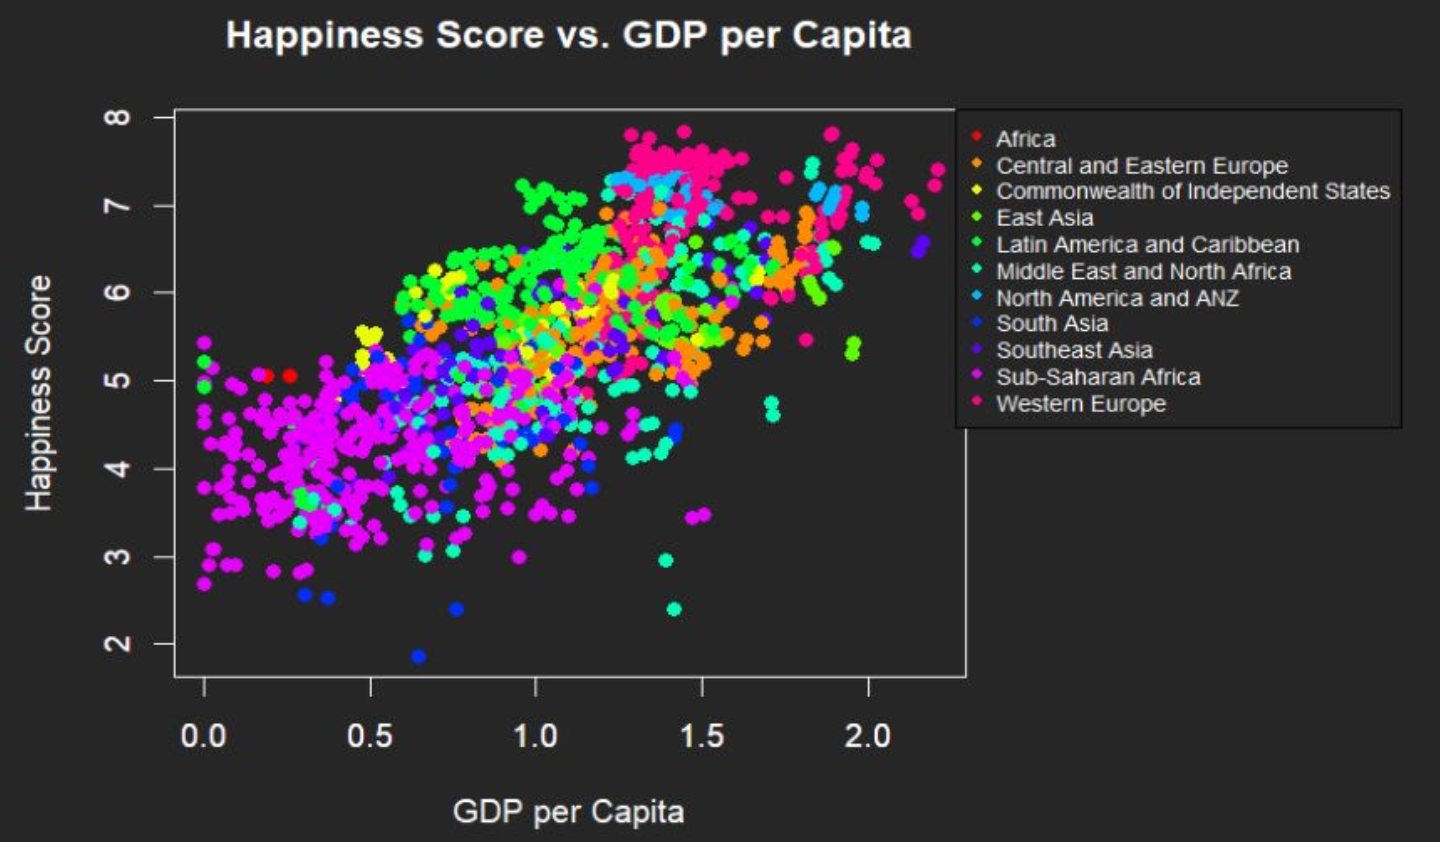 Happiness Score vs. GDP per Capita
Happiness Score
8
7
6
5
4
3
2
0.0 0.5 1.0 1.5 2.0
GDP per Capita
Africa
Central and Eastern Europe
Commonwealth of Independent States
East Asia
Latin America and Caribbean
Middle East and North Africa
North America and ANZ
South Asia
Southeast Asia
Sub-Saharan Africa
Western Europe